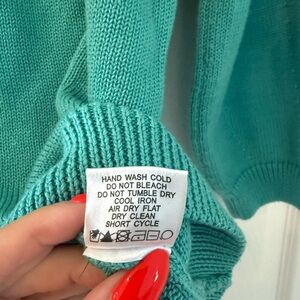 HAND WASH COLD
DO NOT BLEACH
DO NOT TUMBLE DRY
COOL IRON
AIR DRY FLAT
DRY CLEAN
SHORT CYCLE